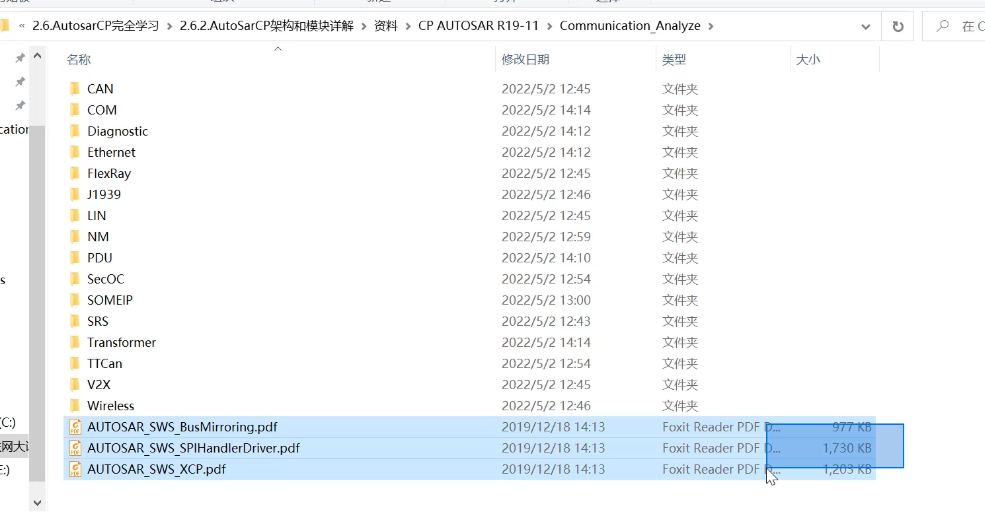 « 2.6.AutosarCP完全学习 > 2.6.2.AutoSarCP架构和模块详解 > 资料 > CP AUTOSAR R19-11 > Communication_Analyze >
在 C
名称 修改日期 类型 大小
CAN 2022/5/2 12:45 文件夹
COM 2022/5/2 14:14 文件夹
Diagnostic 2022/5/2 14:12 文件夹
Ethernet 2022/5/2 14:12 文件夹
FlexRay 2022/5/2 12:45 文件夹
J1939 2022/5/2 12:46 文件夹
LIN 2022/5/2 12:45 文件夹
NM 2022/5/2 12:59 文件夹
PDU 2022/5/2 14:10 文件夹
SecOC 2022/5/2 12:54 文件夹
SOMEIP 2022/5/2 13:00 文件夹
SRS 2022/5/2 12:43 文件夹
Transformer 2022/5/2 14:14 文件夹
TTCan 2022/5/2 12:54 文件夹
V2X 2022/5/2 12:45 文件夹
Wireless 2022/5/2 12:46 文件夹
AUTOSAR_SWS_BusMirroring.pdf 2019/12/18 14:13 Foxit Reader PDF D... 977 KB
AUTOSAR_SWS_SPIHandlerDriver.pdf 2019/12/18 14:13 Foxit Reader PDF D... 1,730 KB
AUTOSAR_SWS_XCP.pdf 2019/12/18 14:13 Foxit Reader PDF D... 1,203 KB
cation
s
(C:)
网大
E:)